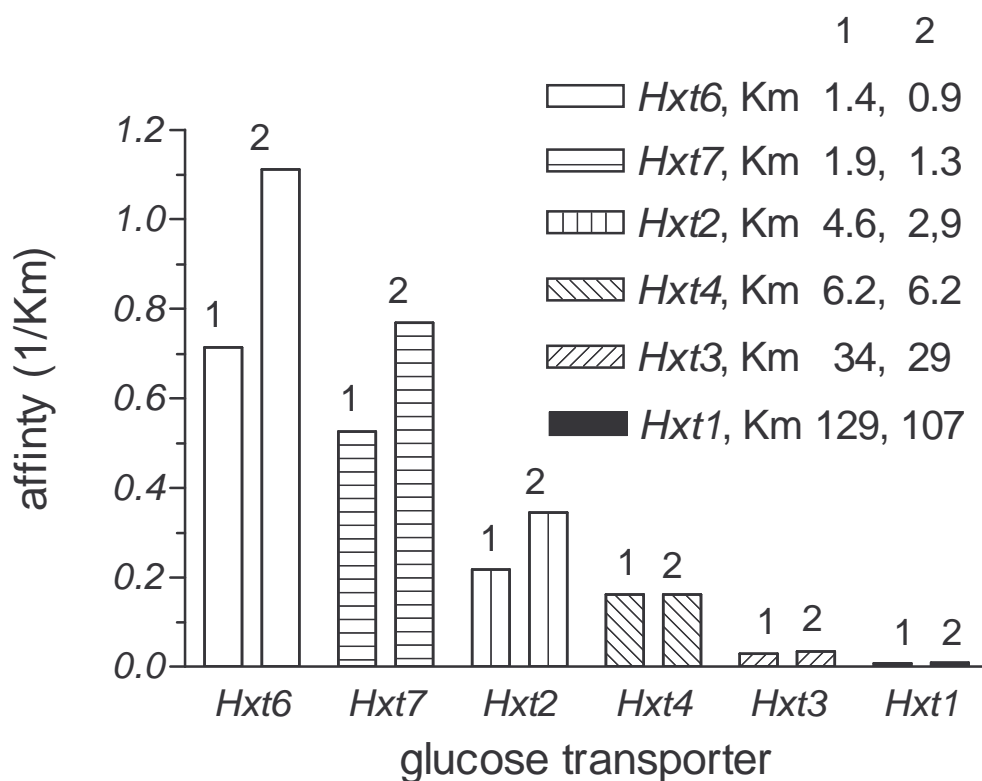 1 2
Hxt6, Km 1.4, 0.9
Hxt7, Km 1.9, 1.3
Hxt2, Km 4.6, 2,9
Hxt4, Km 6.2, 6.2
Hxt3, Km 34, 29
Hxt1, Km 129, 107
affinty (1/Km)
1.2
1.0
0.8
0.6
0.4
0.2
0.0
1 2
1 2
1 2
1 2
1 2
1 2
Hxt6 Hxt7 Hxt2 Hxt4 Hxt3 Hxt1
glucose transporter